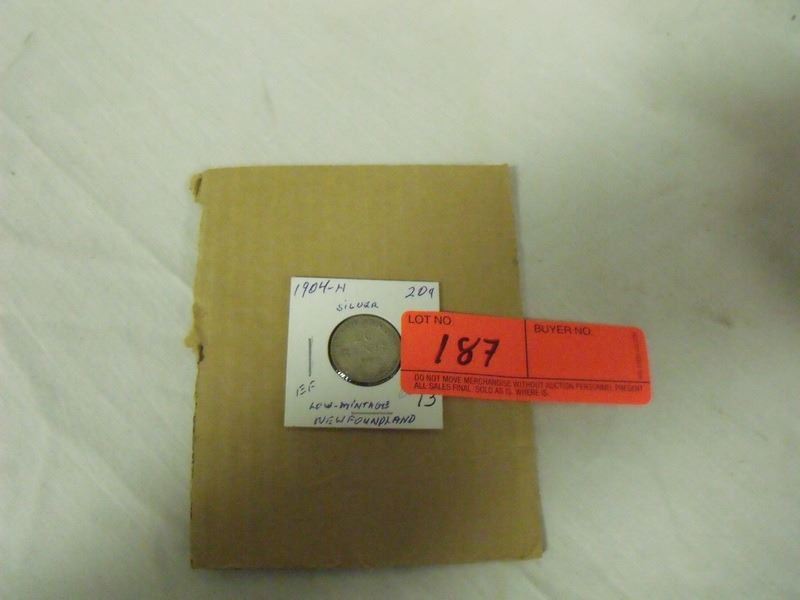 1904-H 20¢
SILVER
EF
LOW-MINTAGE
NEWFOUNDLAND
13
LOT NO
BUYER NO.
187
DO NOT MOVE MERCHANDISE WITHOUT AUCTION PERSONNEL PRESENT
ALL SALES FINAL. SOLD AS IS. WHERE IS.